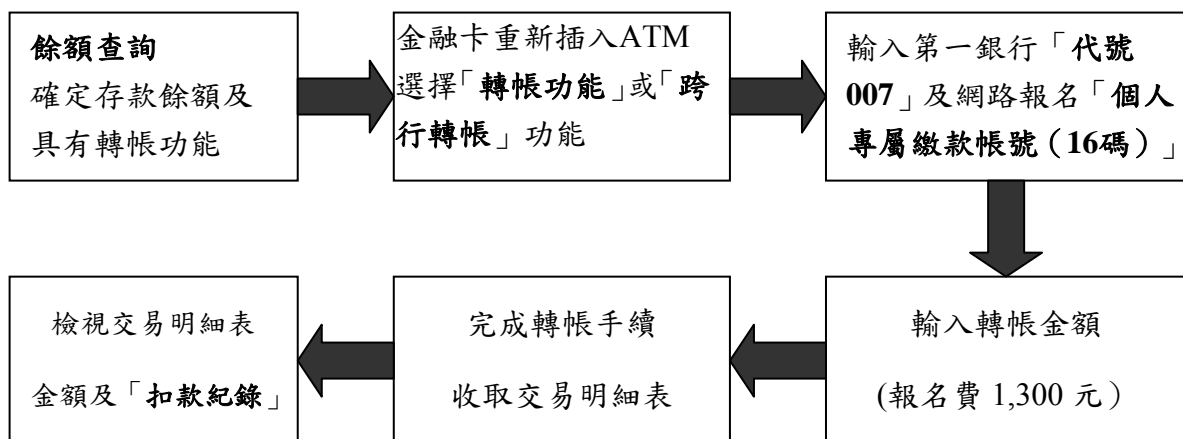 餘額查詢
確定存款餘額及
具有轉帳功能
金融卡重新插入ATM
選擇「轉帳功能」或「跨
行轉帳」功能
輸入第一銀行「代號
007」及網路報名「個人
專屬繳款帳號（16碼）」
輸入轉帳金額
(報名費 1,300 元）
完成轉帳手續
收取交易明細表
檢視交易明細表
金額及「扣款紀錄」